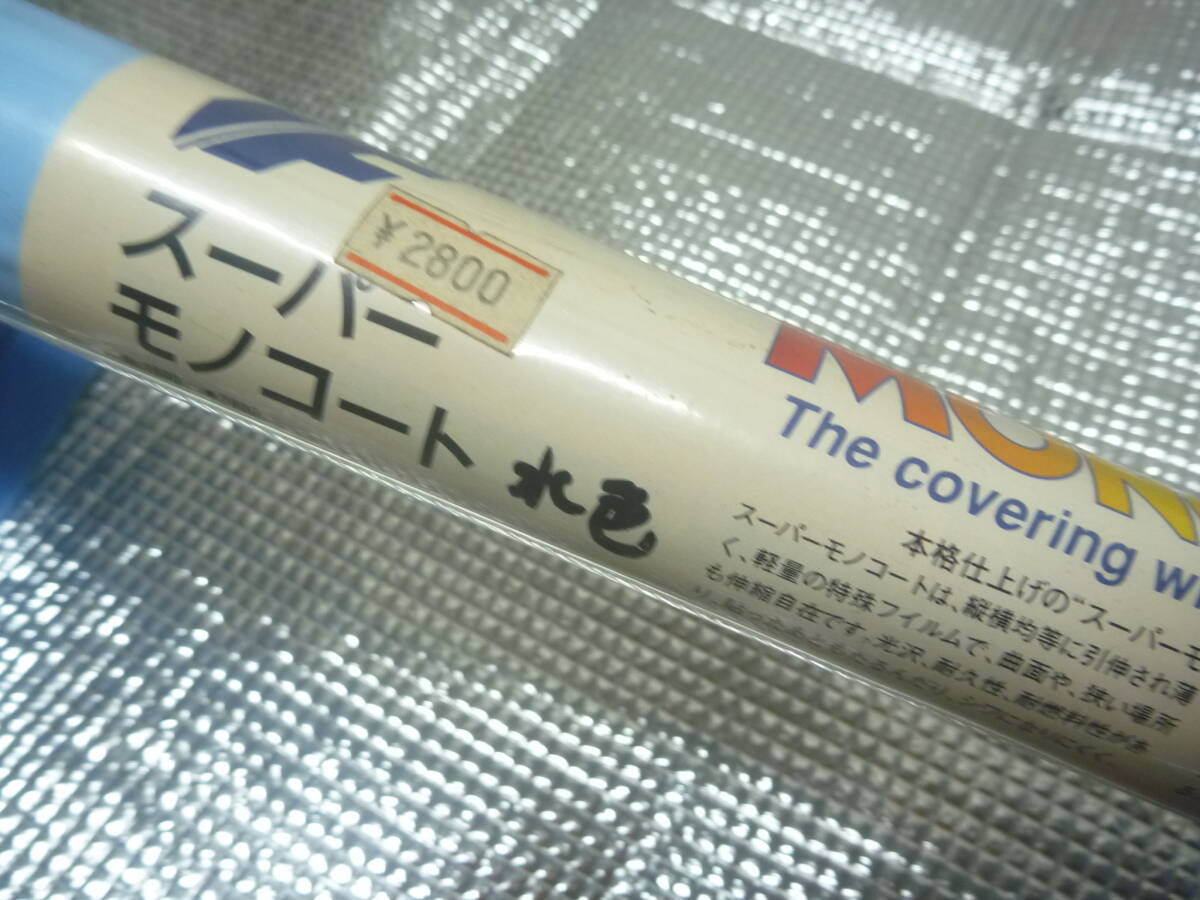 ¥2800
スーパー
モノコート 水色
MON
The covering w
本格仕上げの"スーパーモ
スーパーモノコートは、縦横均等に引伸され薄
く、軽量の特殊フイルムで、曲面や、狭い場所
も伸縮自在です。光沢、耐久性、耐燃料性があ